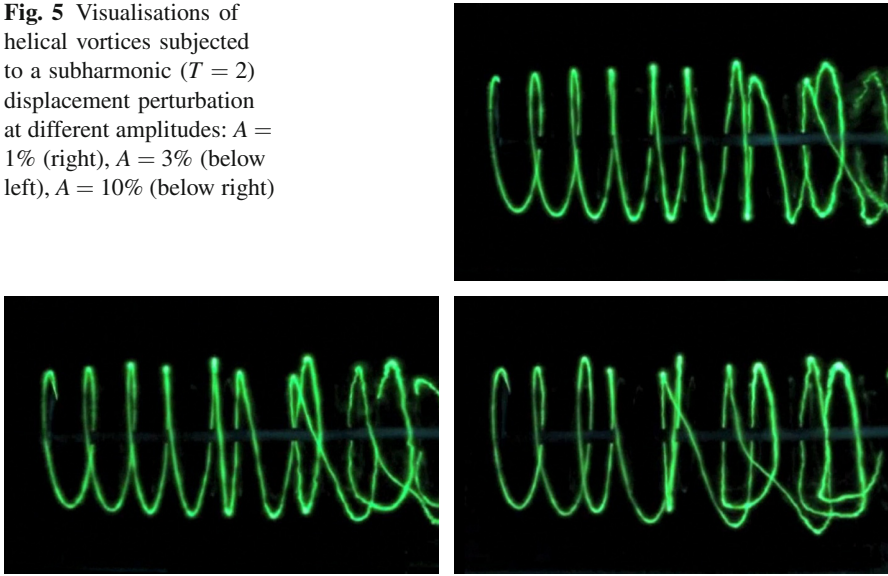 Fig. 5 Visualisations of
helical vortices subjected
to a subharmonic (T = 2)
displacement perturbation
at different amplitudes: A =
1% (right), A = 3% (below
left), A = 10% (below right)